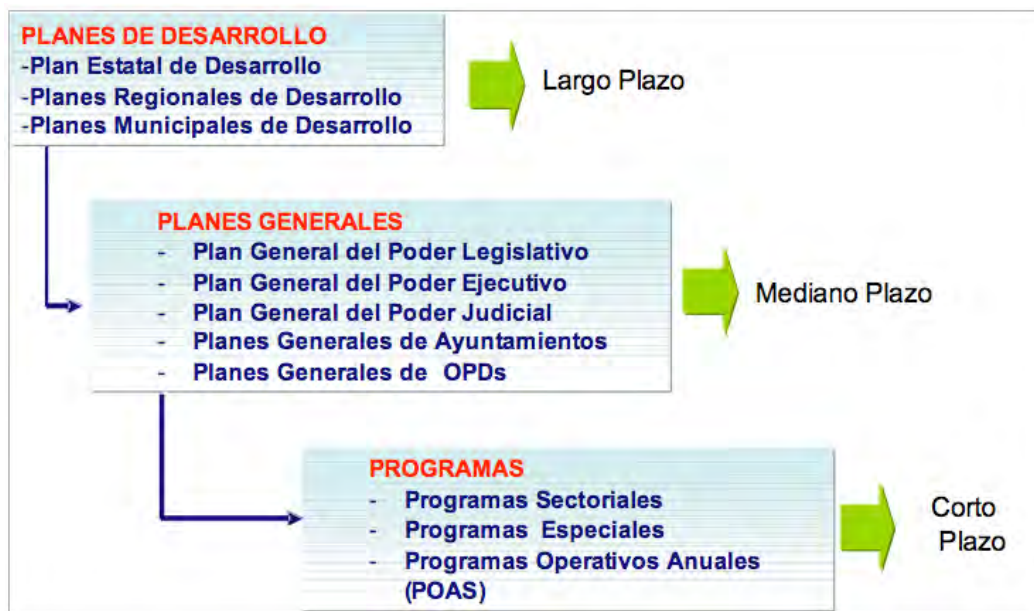 PLANES DE DESARROLLO
-Plan Estatal de Desarrollo
-Planes Regionales de Desarrollo
-Planes Municipales de Desarrollo
Largo Plazo
PLANES GENERALES
- Plan General del Poder Legislativo
- Plan General del Poder Ejecutivo
- Plan General del Poder Judicial
- Planes Generales de Ayuntamientos
- Planes Generales de OPDs
Mediano Plazo
PROGRAMAS
- Programas Sectoriales
- Programas Especiales
- Programas Operativos Anuales
(POAS)
Corto
Plazo